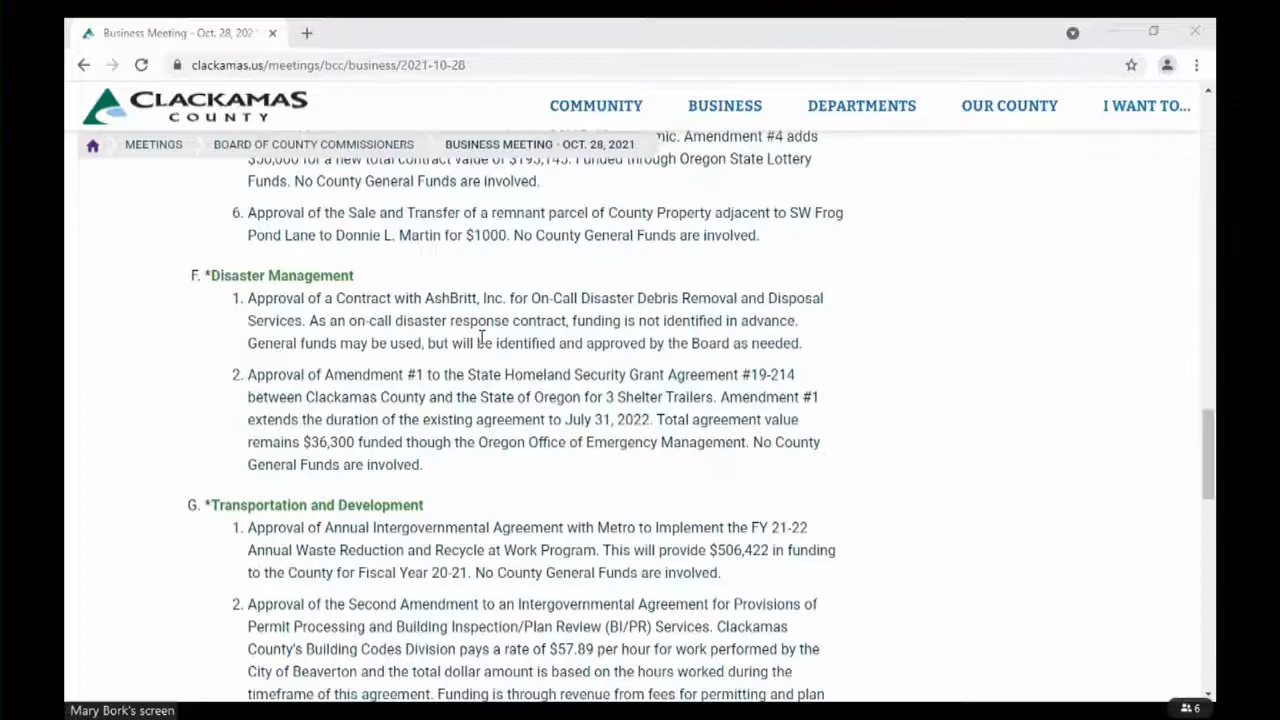 Business Meeting - Oct. 28, 202
clackamas.us/meetings/bcc/business/2021-10-28
CLACKAMAS
COUNTY
COMMUNITY BUSINESS DEPARTMENTS OUR COUNTY I WANT TO...
MEETINGS BOARD OF COUNTY COMMISSIONERS BUSINESS MEETING - OCT. 28, 2021
Amendment #4 adds
$50,000 for a new total contract value of $193,143. Funded through Oregon State Lottery
Funds. No County General Funds are involved.
6. Approval of the Sale and Transfer of a remnant parcel of County Property adjacent to SW Frog
Pond Lane to Donnie L. Martin for $1000. No County General Funds are involved.
F. *Disaster Management
1. Approval of a Contract with AshBritt, Inc. for On-Call Disaster Debris Removal and Disposal
Services. As an on-call disaster response contract, funding is not identified in advance.
General funds may be used, but will be identified and approved by the Board as needed.
2. Approval of Amendment #1 to the State Homeland Security Grant Agreement #19-214
between Clackamas County and the State of Oregon for 3 Shelter Trailers. Amendment #1
extends the duration of the existing agreement to July 31, 2022. Total agreement value
remains $36,300 funded though the Oregon Office of Emergency Management. No County
General Funds are involved.
G. *Transportation and Development
1. Approval of Annual Intergovernmental Agreement with Metro to Implement the FY 21-22
Annual Waste Reduction and Recycle at Work Program. This will provide $506,422 in funding
to the County for Fiscal Year 20-21. No County General Funds are involved.
2. Approval of the Second Amendment to an Intergovernmental Agreement for Provisions of
Permit Processing and Building Inspection/Plan Review (BI/PR) Services. Clackamas
County's Building Codes Division pays a rate of $57.89 per hour for work performed by the
City of Beaverton and the total dollar amount is based on the hours worked during the
timeframe of this agreement. Funding is through revenue from fees for permitting and plan
Mary Bork's screen
6